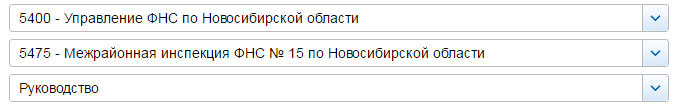 5400 - Управление ФНС по Новосибирской области
5475 - Межрайонная инспекция ФНС № 15 по Новосибирской области
Руководство